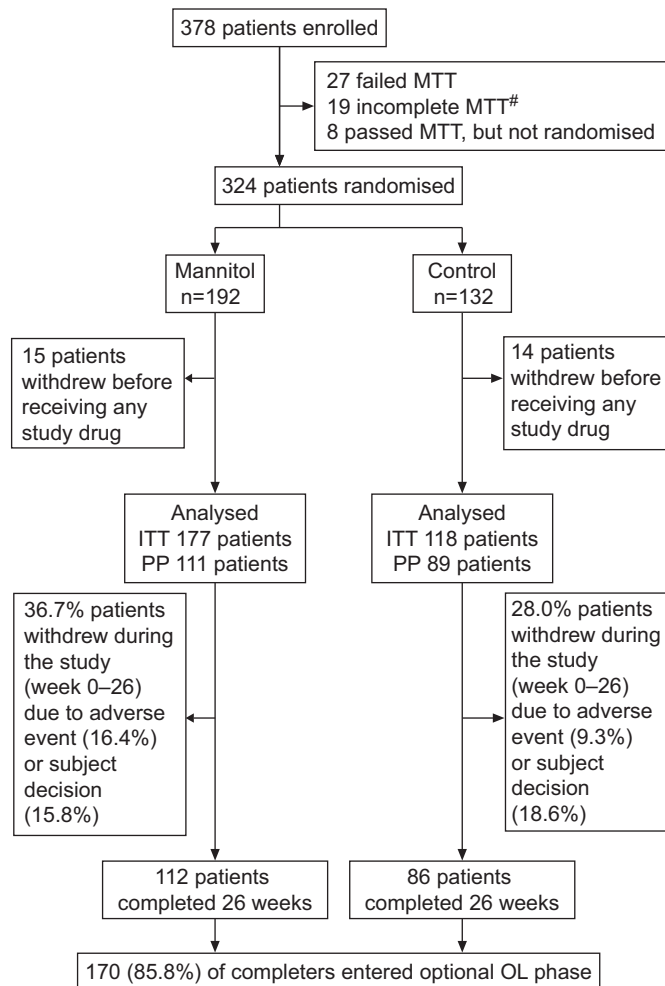 378 patients enrolled
27 failed MTT
19 incomplete MTT#
8 passed MTT, but not randomised
324 patients randomised
Mannitol
n=192
Control
n=132
15 patients
withdrew before
receiving any
study drug
14 patients
withdrew before
receiving any
study drug
Analysed
ITT 177 patients
PP 111 patients
Analysed
ITT 118 patients
PP 89 patients
36.7% patients
withdrew during
the study
(week 0–26)
due to adverse
event (16.4%)
or subject
decision
(15.8%)
28.0% patients
withdrew during
the study
(week 0–26)
due to adverse
event (9.3%)
or subject
decision
(18.6%)
112 patients
completed 26 weeks
86 patients
completed 26 weeks
170 (85.8%) of completers entered optional OL phase